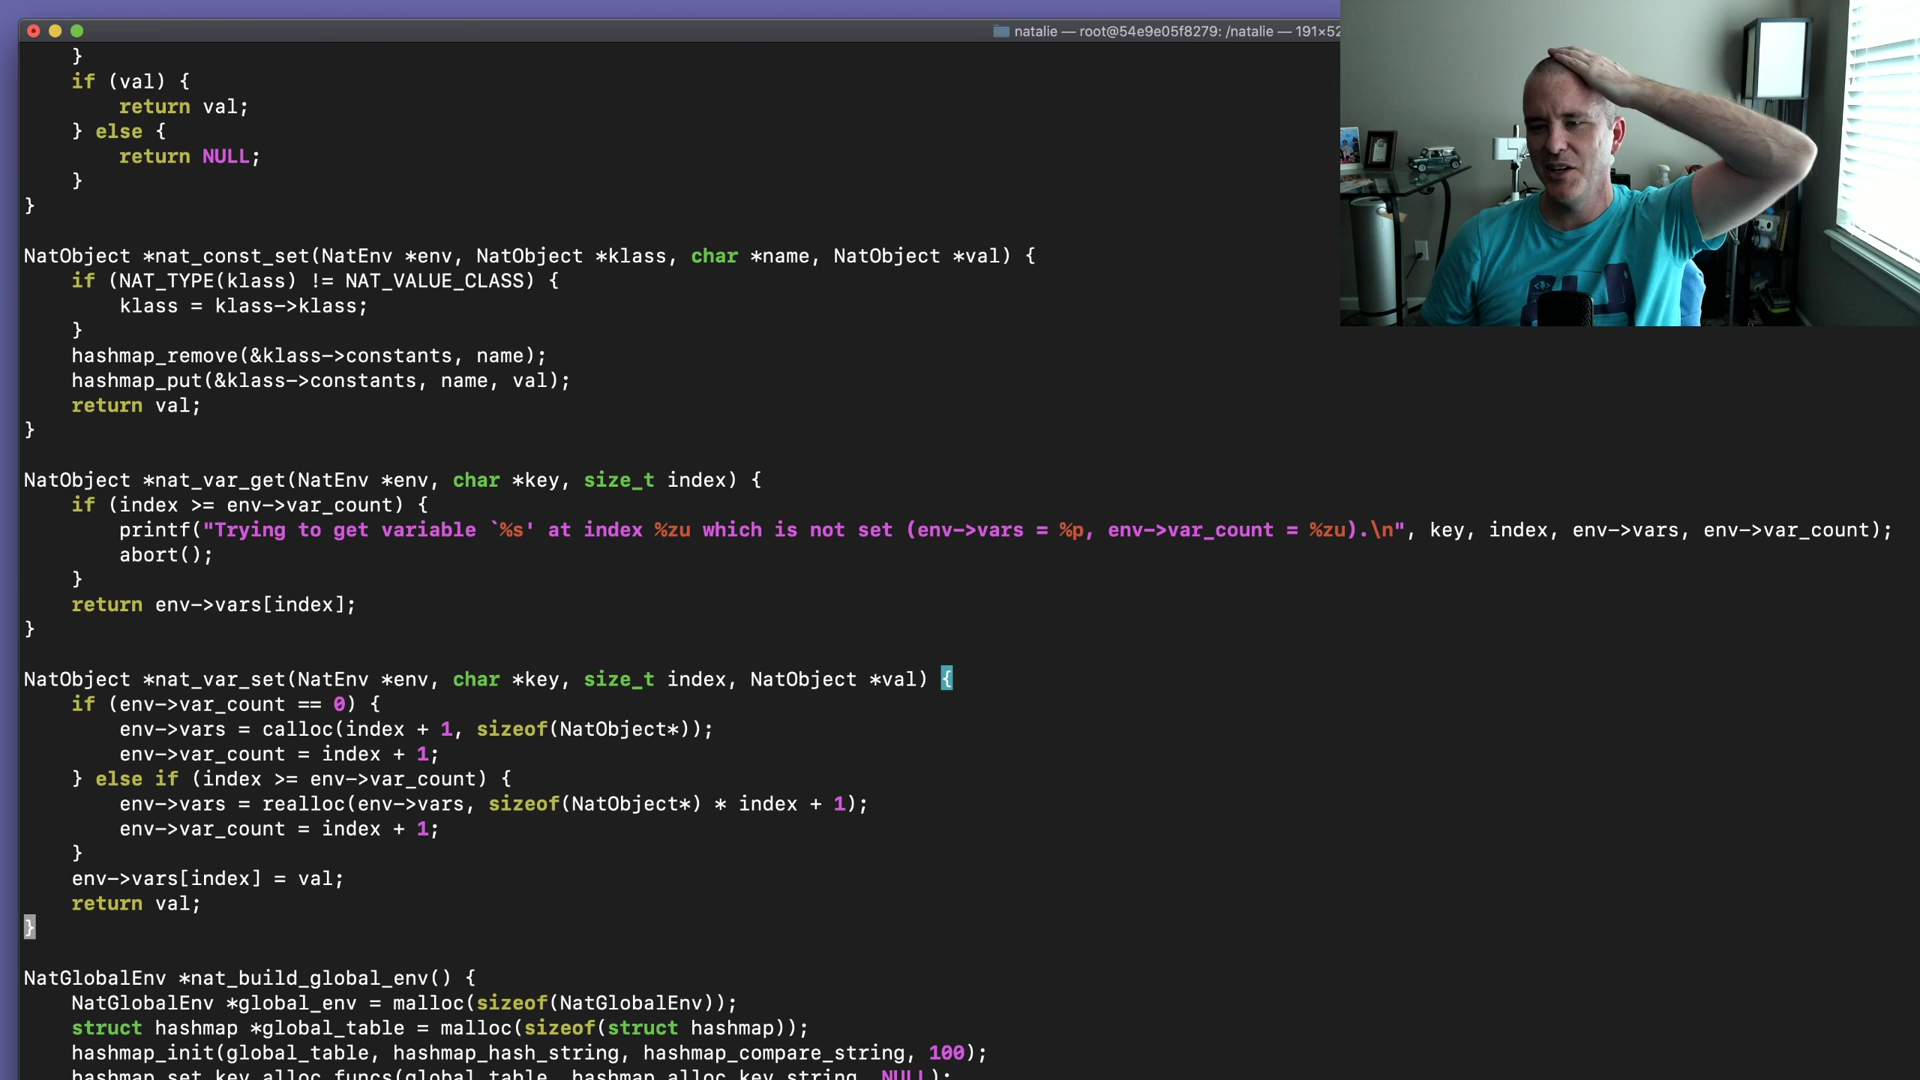 natalie — root@54e9e05f8279: /natalie — 191×52
}
if (val) {
return val;
} else {
return NULL;
}
}
NatObject *nat_const_set(NatEnv *env, NatObject *klass, char *name, NatObject *val) {
if (NAT_TYPE(klass) != NAT_VALUE_CLASS) {
klass = klass->klass;
}
hashmap_remove(&klass->constants, name);
hashmap_put(&klass->constants, name, val);
return val;
}
NatObject *nat_var_get(NatEnv *env, char *key, size_t index) {
if (index >= env->var_count) {
printf("Trying to get variable `%s' at index %zu which is not set (env->vars = %p, env->var_count = %zu).\n", key, index, env->vars, env->var_count);
abort();
}
return env->vars[index];
}
NatObject *nat_var_set(NatEnv *env, char *key, size_t index, NatObject *val) {
if (env->var_count == 0) {
env->vars = calloc(index + 1, sizeof(NatObject*));
env->var_count = index + 1;
} else if (index >= env->var_count) {
env->vars = realloc(env->vars, sizeof(NatObject*) * index + 1);
env->var_count = index + 1;
}
env->vars[index] = val;
return val;
}
NatGlobalEnv *nat_build_global_env() {
NatGlobalEnv *global_env = malloc(sizeof(NatGlobalEnv));
struct hashmap *global_table = malloc(sizeof(struct hashmap));
hashmap_init(global_table, hashmap_hash_string, hashmap_compare_string, 100);
hashmap_set_key_alloc_funcs(global_table, hashmap_alloc_key_string, NULL);